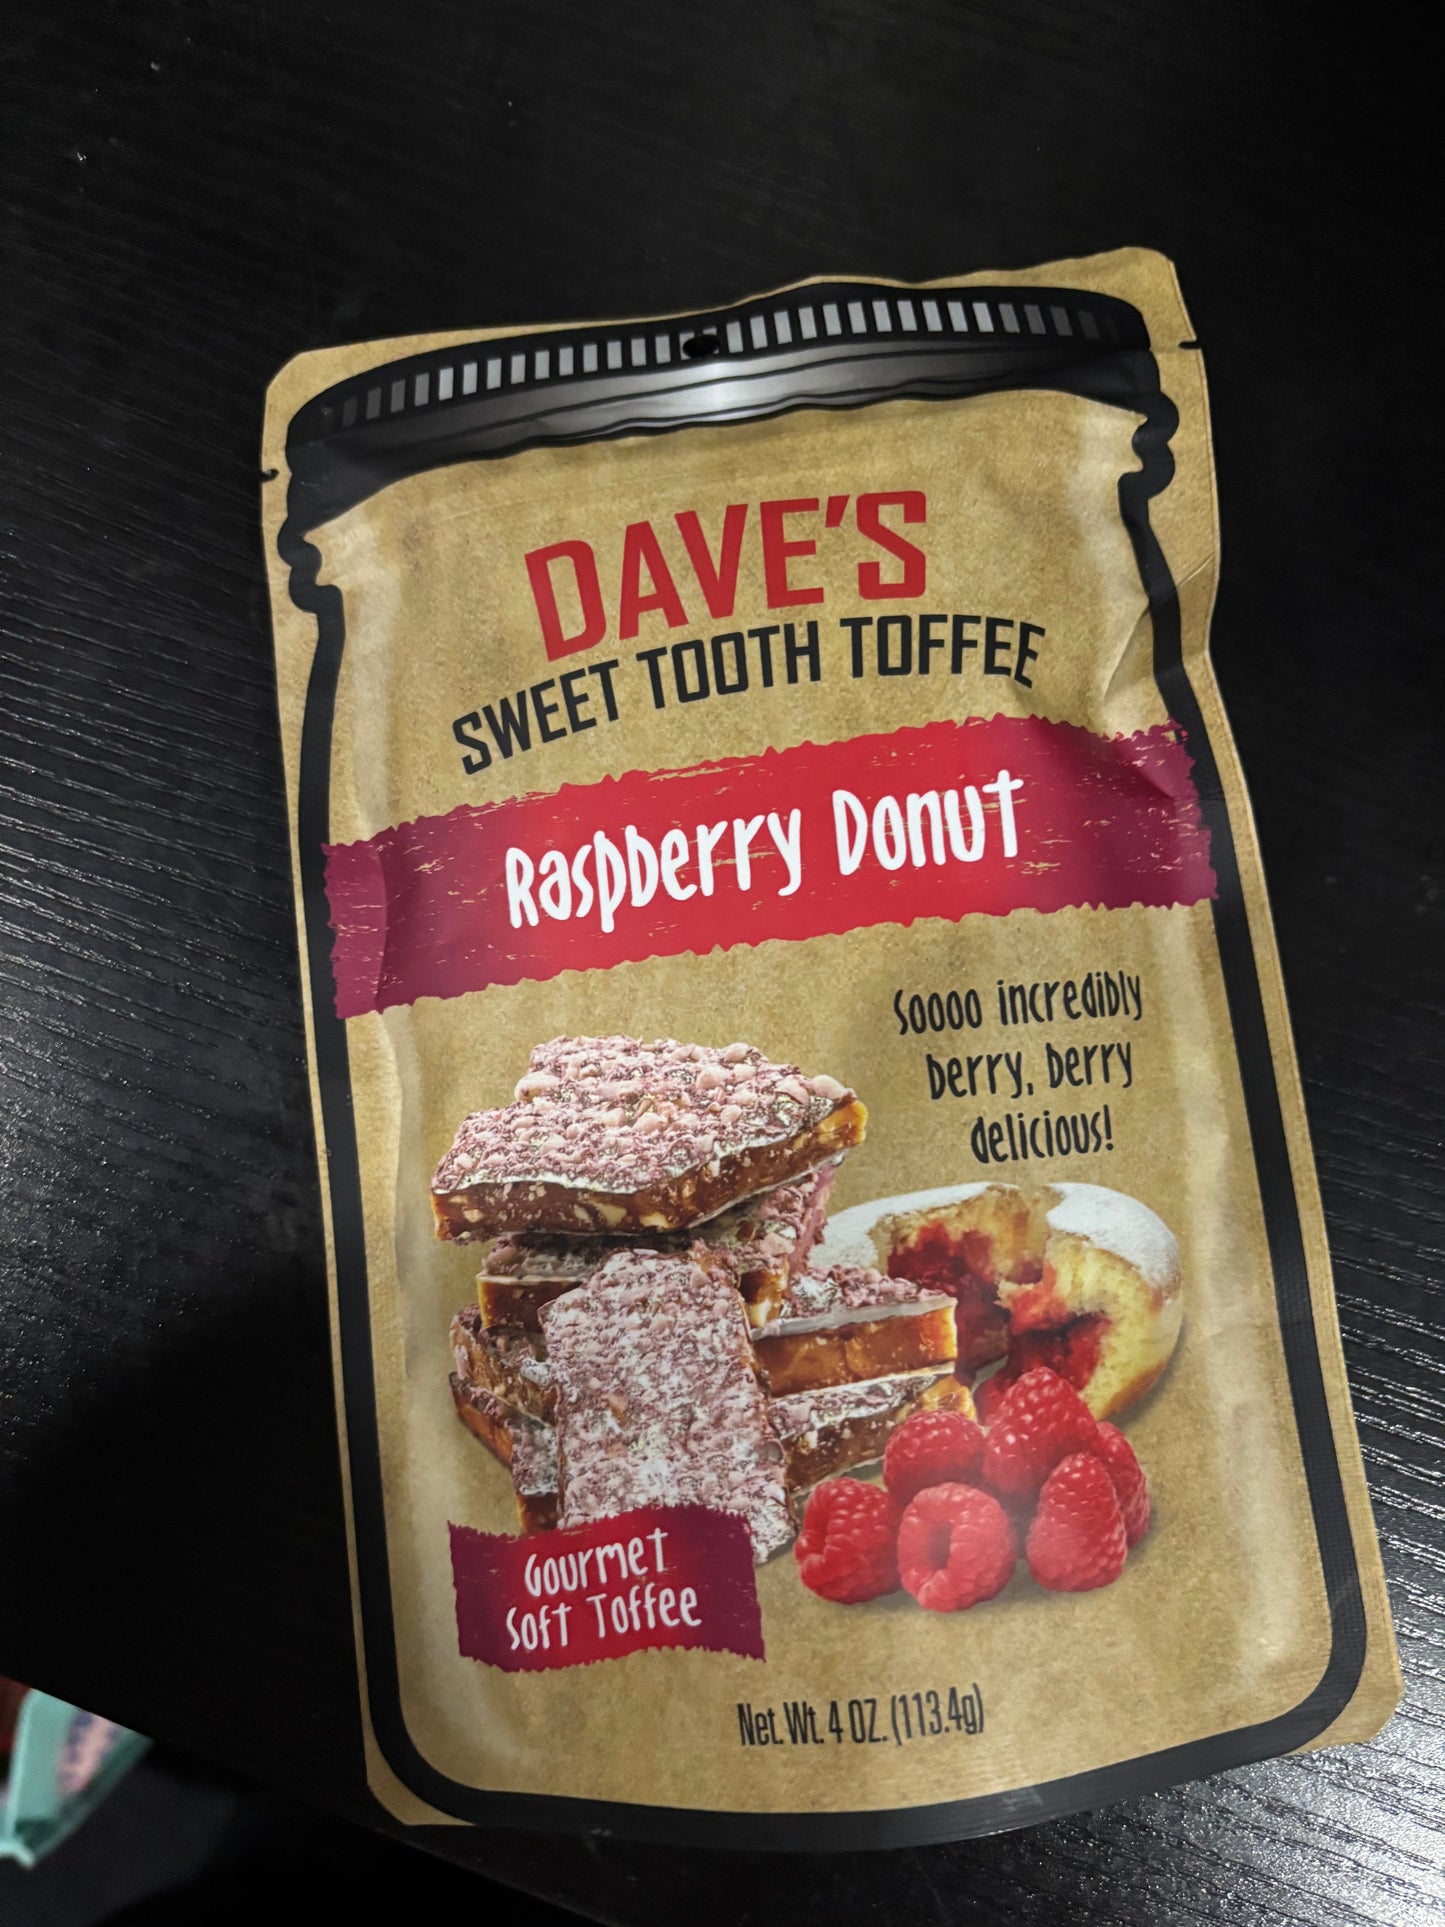 DAVE'S
SWEET TOOTH TOFFEE
Raspberry Donut
Soooo incredibly
berry, berry
delicious!
Gourmet
Soft Toffee
Net. Wt. 4 OZ. (113.4g)